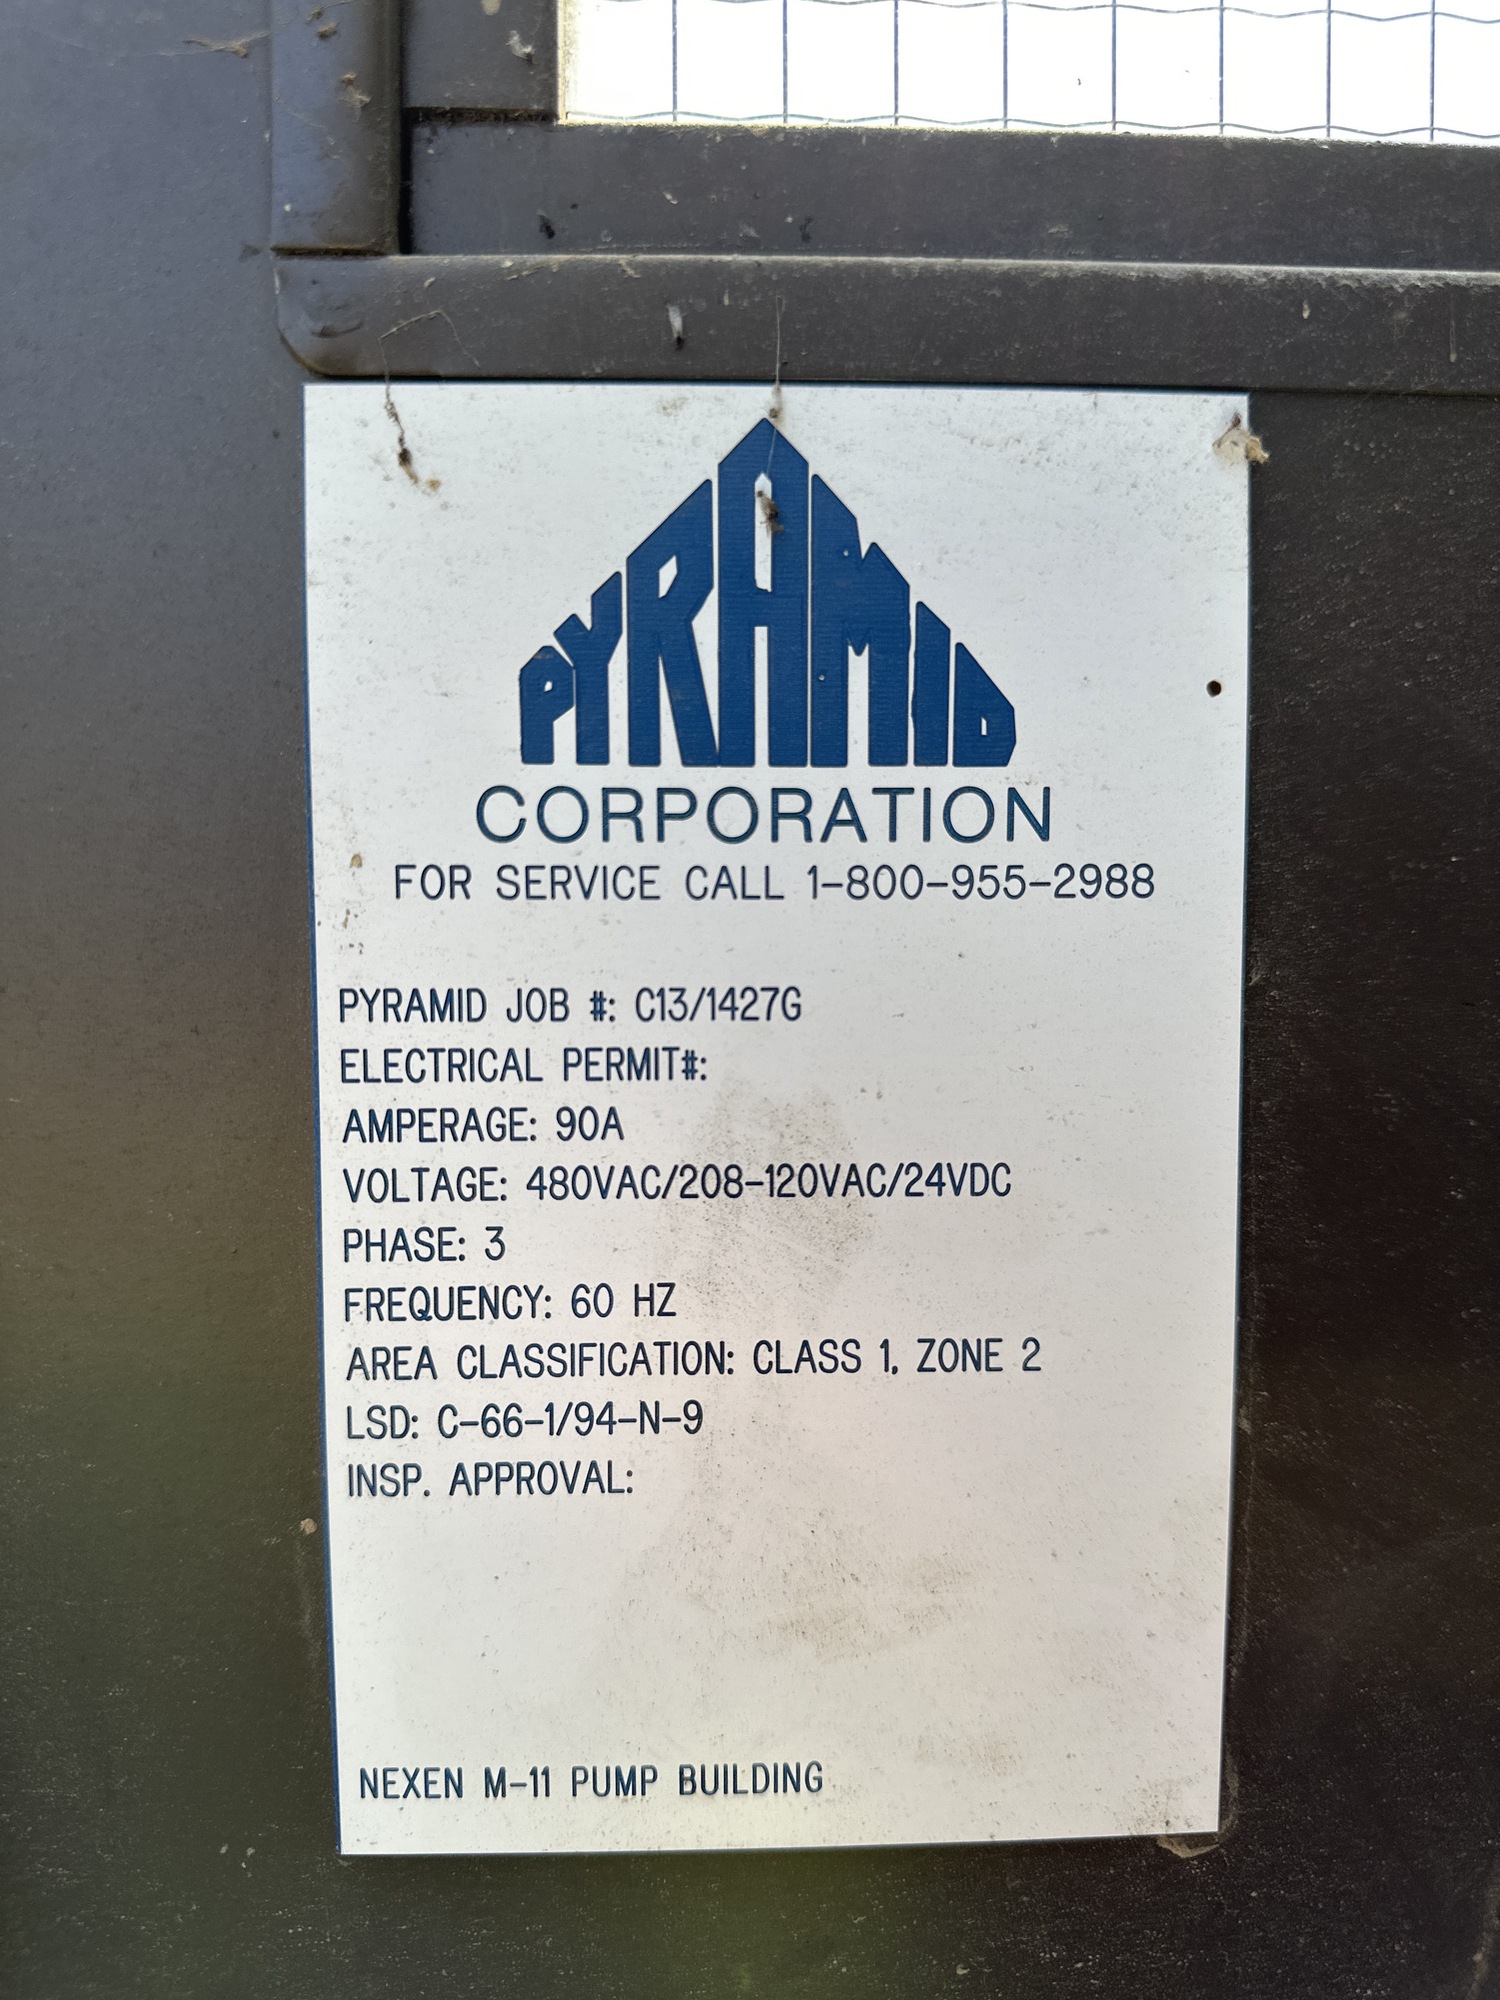 PYRAMID
CORPORATION
FOR SERVICE CALL 1-800-955-2988
PYRAMID JOB #: C13/1427G
ELECTRICAL PERMIT#:
AMPERAGE: 90A
VOLTAGE: 480VAC/208-120VAC/24VDC
PHASE: 3
FREQUENCY: 60 HZ
AREA CLASSIFICATION: CLASS 1, ZONE 2
LSD: C-66-1/94-N-9
INSP. APPROVAL:
NEXEN M-11 PUMP BUILDING